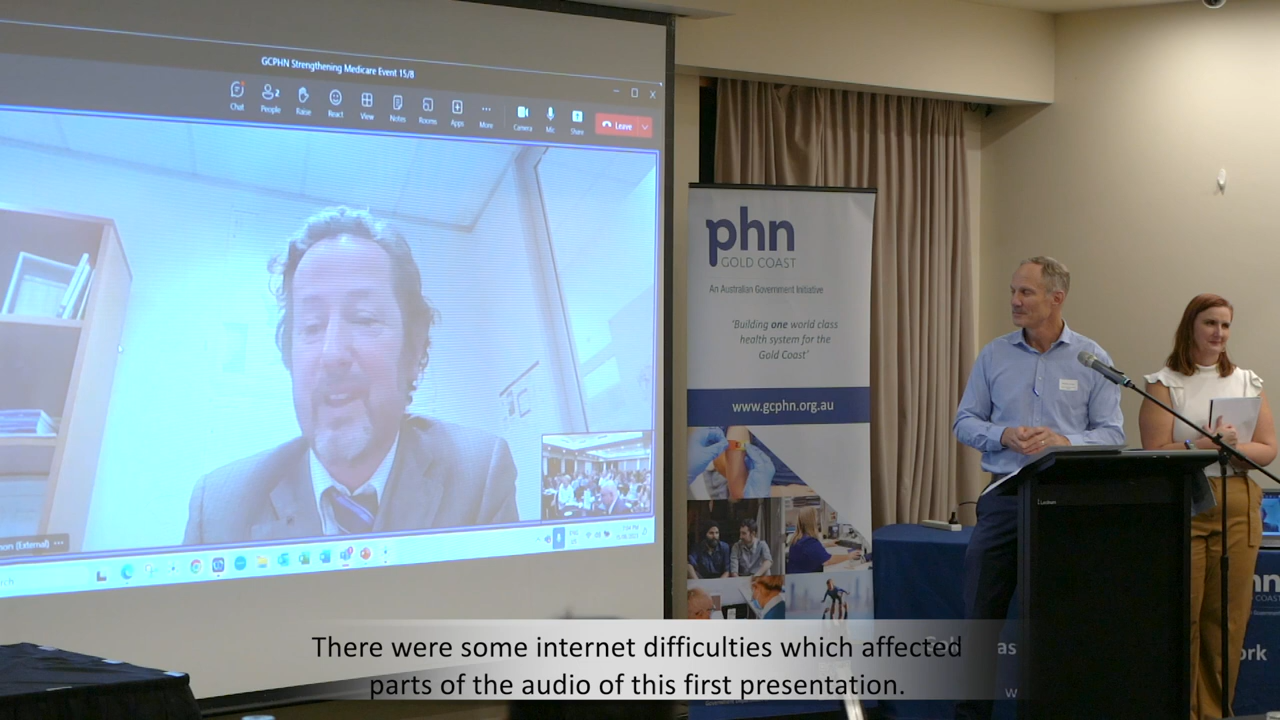 GCPHN Strengthening Medicare Event 15/8
Chat
People
2
Raise
React
View
Notes
Rooms
Apps
More
Camera
Mic
Share
Leave
(External)
phn
GOLD COAST
An Australian Government Initiative
'Building one world class
health system for the
Gold Coast'
www.gcphn.org.au
There were some internet difficulties which affected
parts of the audio of this first presentation.